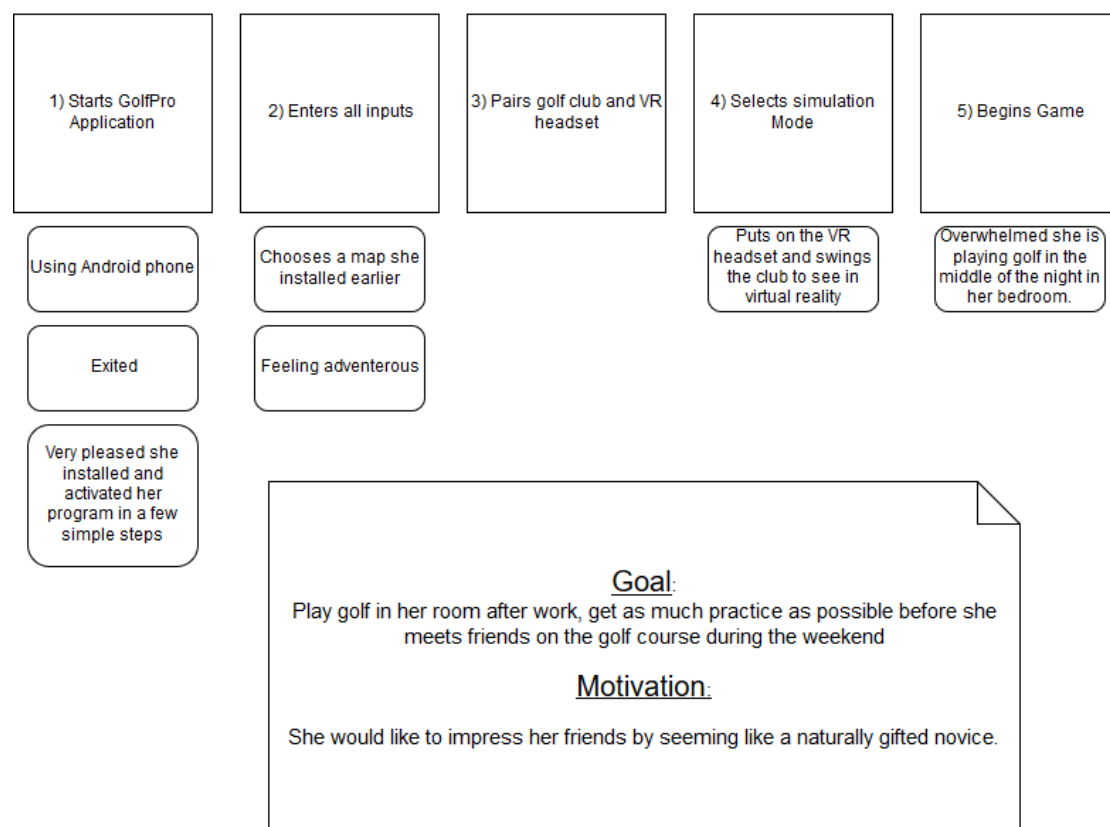 1) Starts GolfPro
Application
2) Enters all inputs
3) Pairs golf club and VR
headset
4) Selects simulation
Mode
5) Begins Game
Using Android phone
Chooses a map she
installed earlier
Puts on the VR
headset and swings
the club to see in
virtual reality
Overwhelmed she is
playing golf in the
middle of the night in
her bedroom.
Exited
Feeling adventerous
Very pleased she
installed and
activated her
program in a few
simple steps
Goal:
Play golf in her room after work, get as much practice as possible before she
meets friends on the golf course during the weekend
Motivation:
She would like to impress her friends by seeming like a naturally gifted novice.